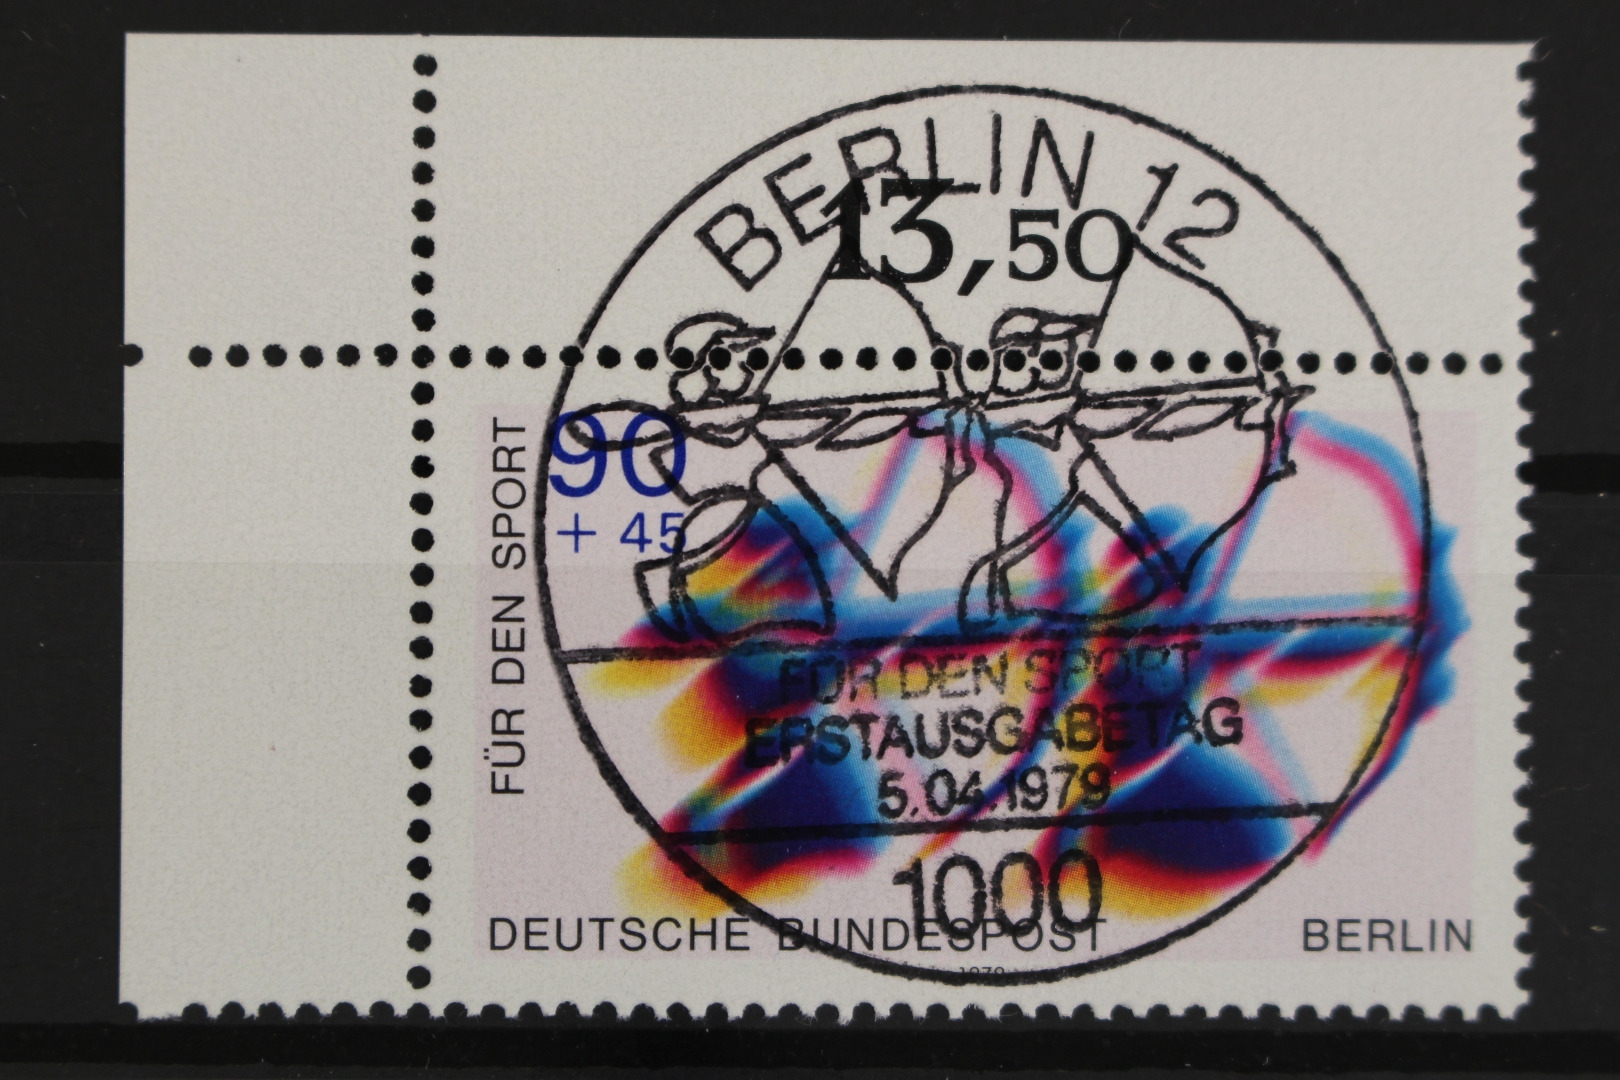 BERLIN 12
13,50
90
+ 45
FÜR DEN SPORT
FÜR DEN SPORT
ERSTAUSGABETAG
5.04.1979
1000
DEUTSCHE BUNDESPOST
BERLIN
1979